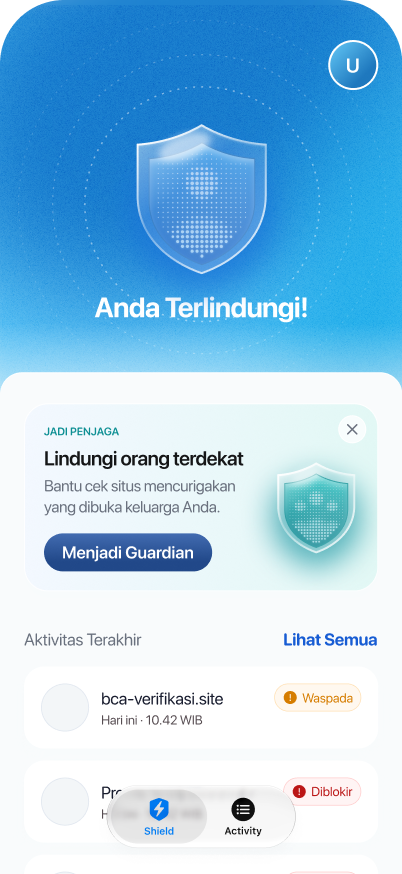 U
Anda Terlindungi!
JADI PENJAGA
Lindungi orang terdekat
Bantu cek situs mencurigakan
yang dibuka keluarga Anda.
Menjadi Guardian
Aktivitas Terakhir
Lihat Semua
bca-verifikasi.site
Waspada
Hari ini · 10.42 WIB
Diblokir
Shield
Activity